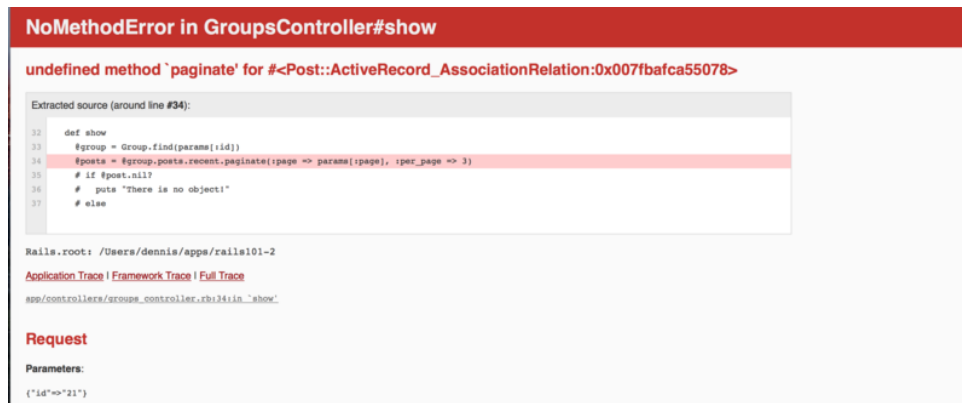 NoMethodError in GroupsController#show
undefined method `paginate' for #<Post::ActiveRecord_AssociationRelation:0x007fbafca55078>
Extracted source (around line #34):
32 def show
33 @group = Group.find(params[:id])
34 @posts = @group.posts.recent.paginate(:page => params[:page], :per_page => 3)
35 # if @post.nil?
36 # puts "There is no object!"
37 # else
Rails.root: /Users/dennis/apps/rails101-2
Application Trace | Framework Trace | Full Trace
app/controllers/groups_controller.rb:34:in `show'
Request
Parameters:
{"id"=>"21"}